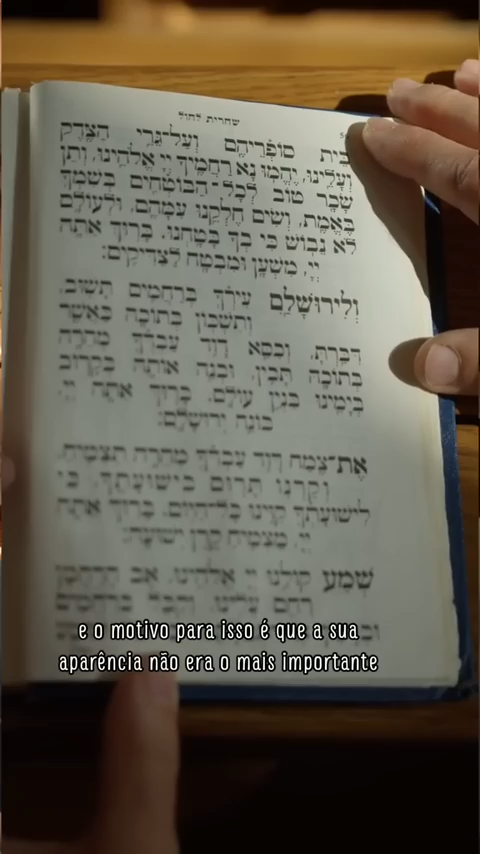 שחרית לחול
בית סופריהם ועל־גרי הצדק
ועלינו, יהמו נא רחמיך יי אלהינו, ותן
שכר טוב לכל־הבוטחים בשמך
באמת, ושים חלקנו עמהם, ולעולם
לא נבוש כי בך בטחנו. ברוך אתה
יי, משען ומבטח לצדיקים:
ולירושלם עירך ברחמים תשוב,
ותשכון בתוכה כאשר
דברת, וכסא דוד עבדך מהרה
בתוכה תכין, ובנה אותה בקרוב
בימינו בנין עולם. ברוך אתה יי,
בונה ירושלם:
את־צמח דוד עבדך מהרה תצמיח,
וקרנו תרום בישועתך, כי
לישועתך קוינו כל־היום. ברוך אתה
יי, מצמיח קרן ישועה:
שמע קולנו יי אלהינו, אב הרחמן
רחם עלינו, וקבל ברחמים
e o motivo para isso é que a sua
aparência não era o mais importante